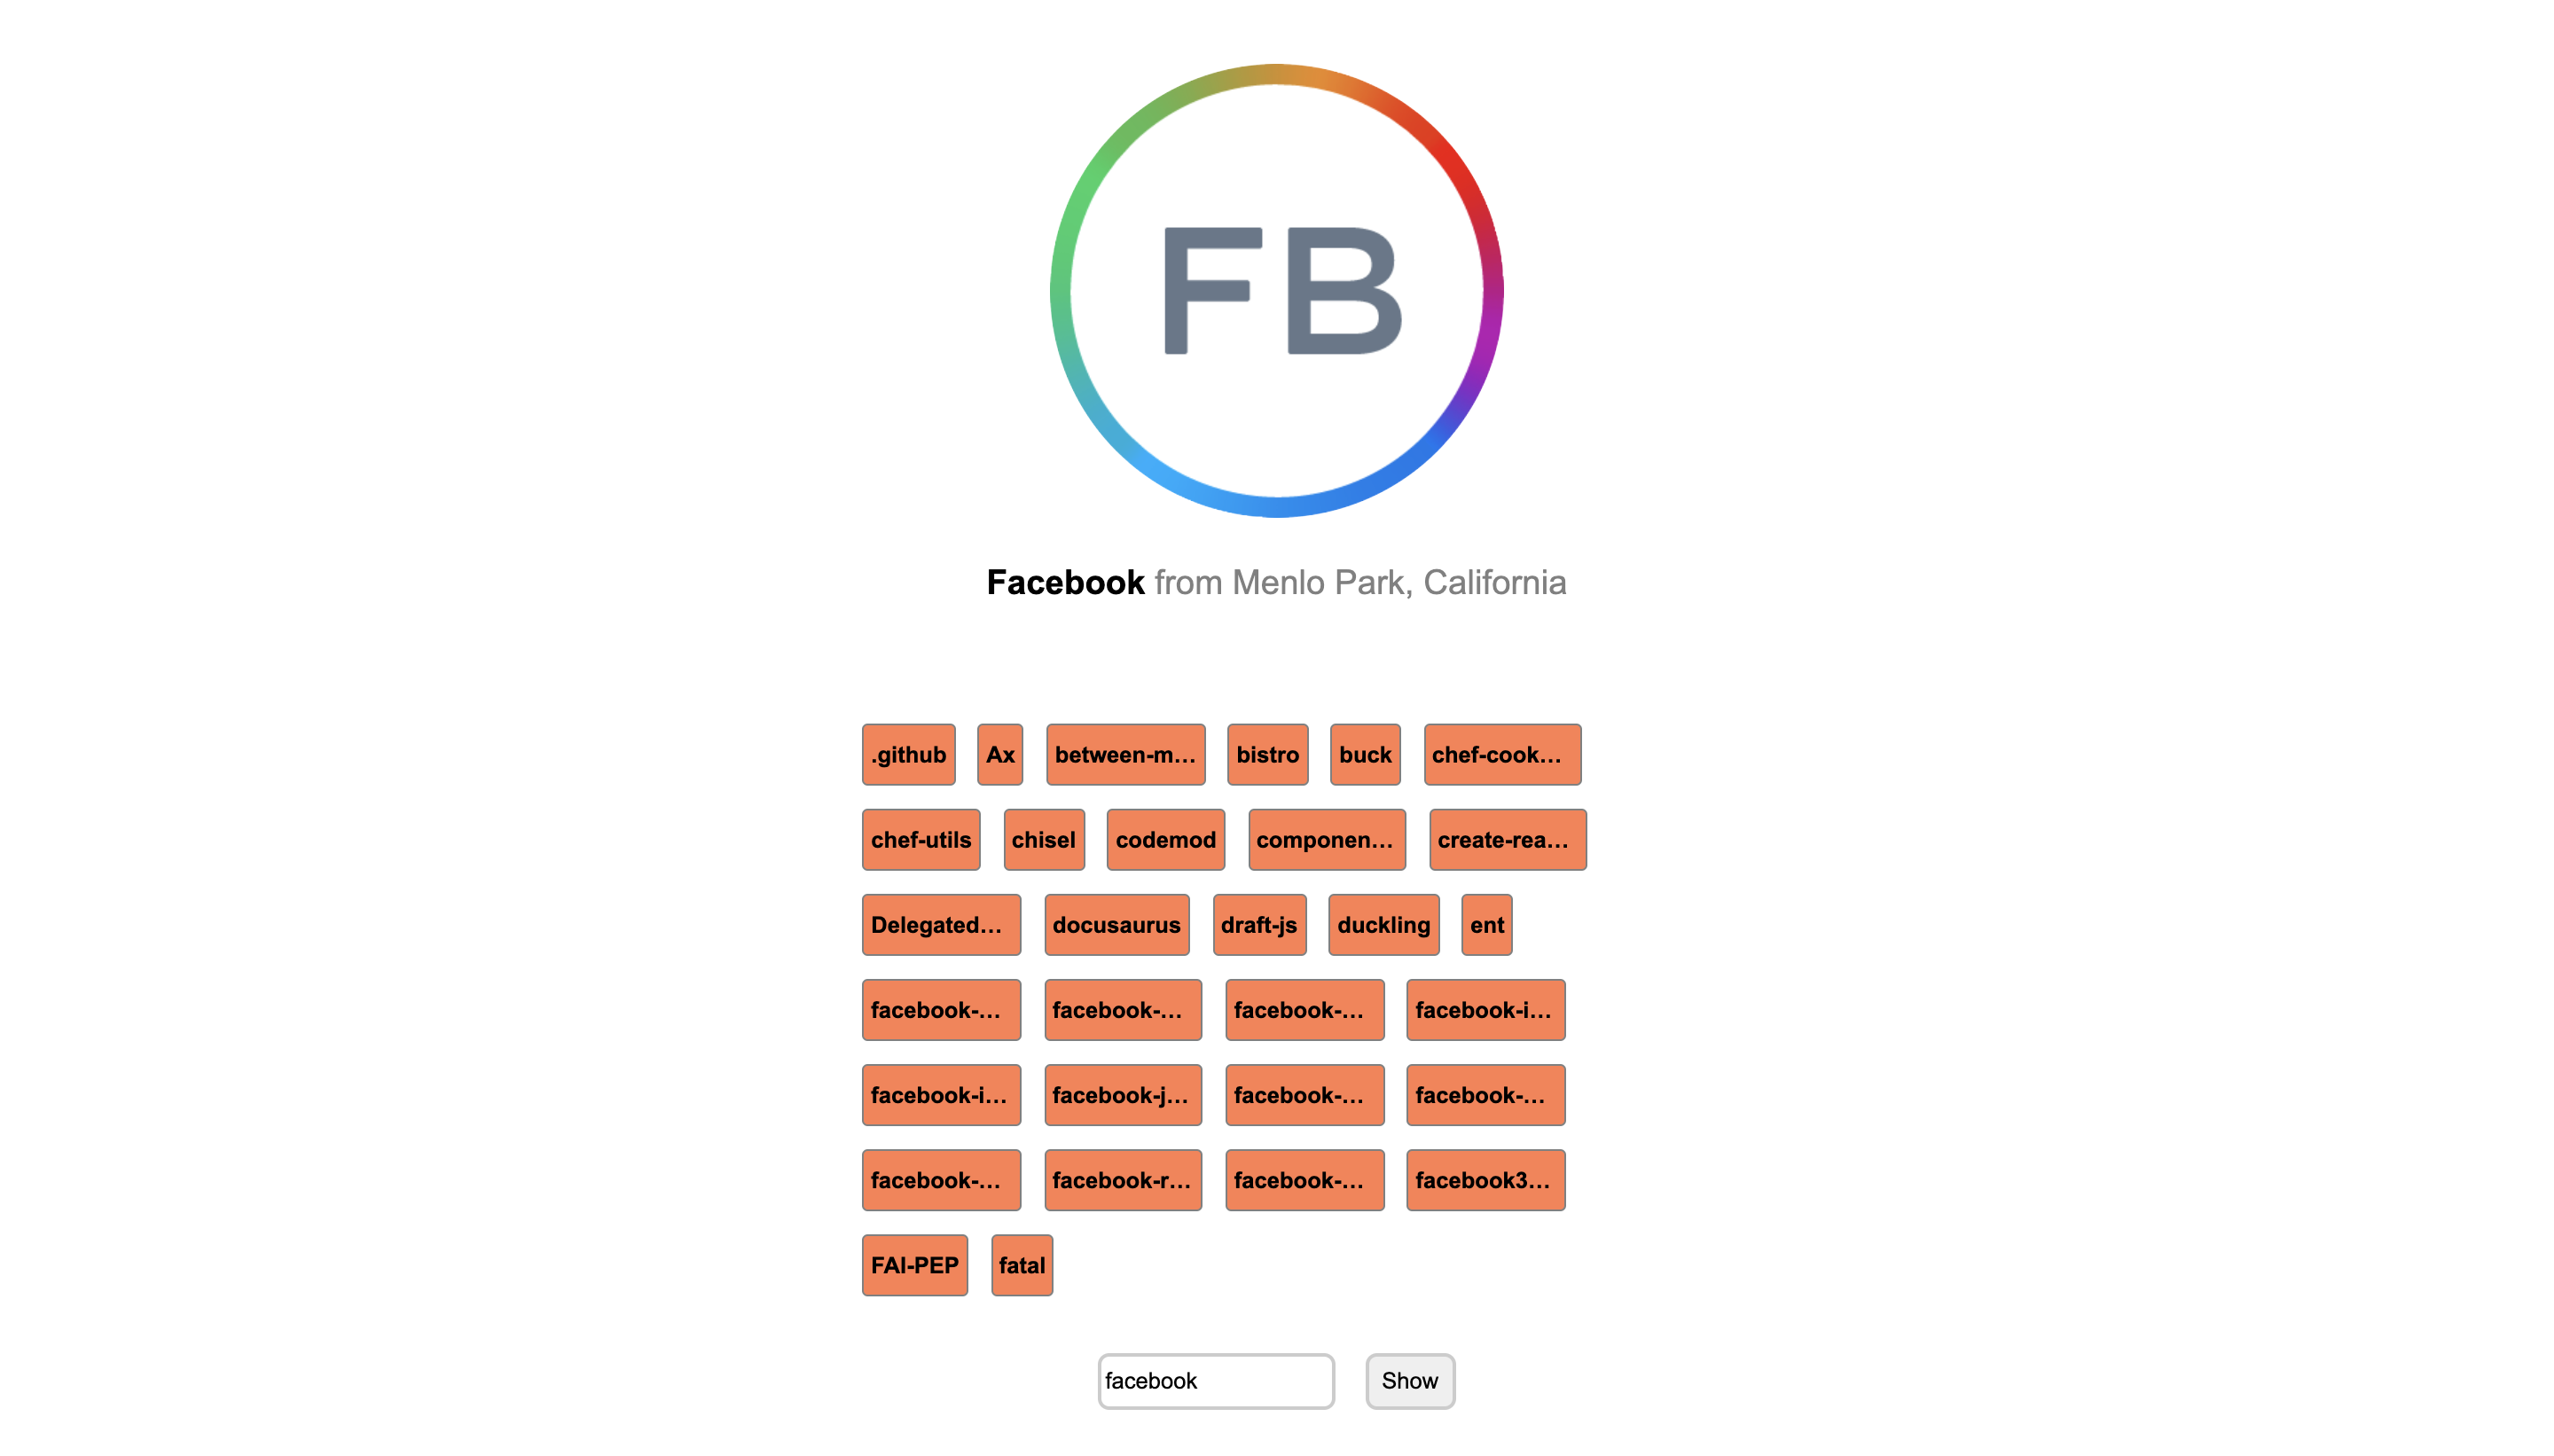 FB
Facebook from Menlo Park, California
.github Ax between-m... bistro buck chef-cook...
chef-utils chisel codemod componen... create-rea...
Delegated... docusaurus draft-js duckling ent
facebook-... facebook-... facebook-... facebook-i...
facebook-i... facebook-j... facebook-... facebook-...
facebook-... facebook-r... facebook-... facebook3...
FAI-PEP fatal
facebook Show